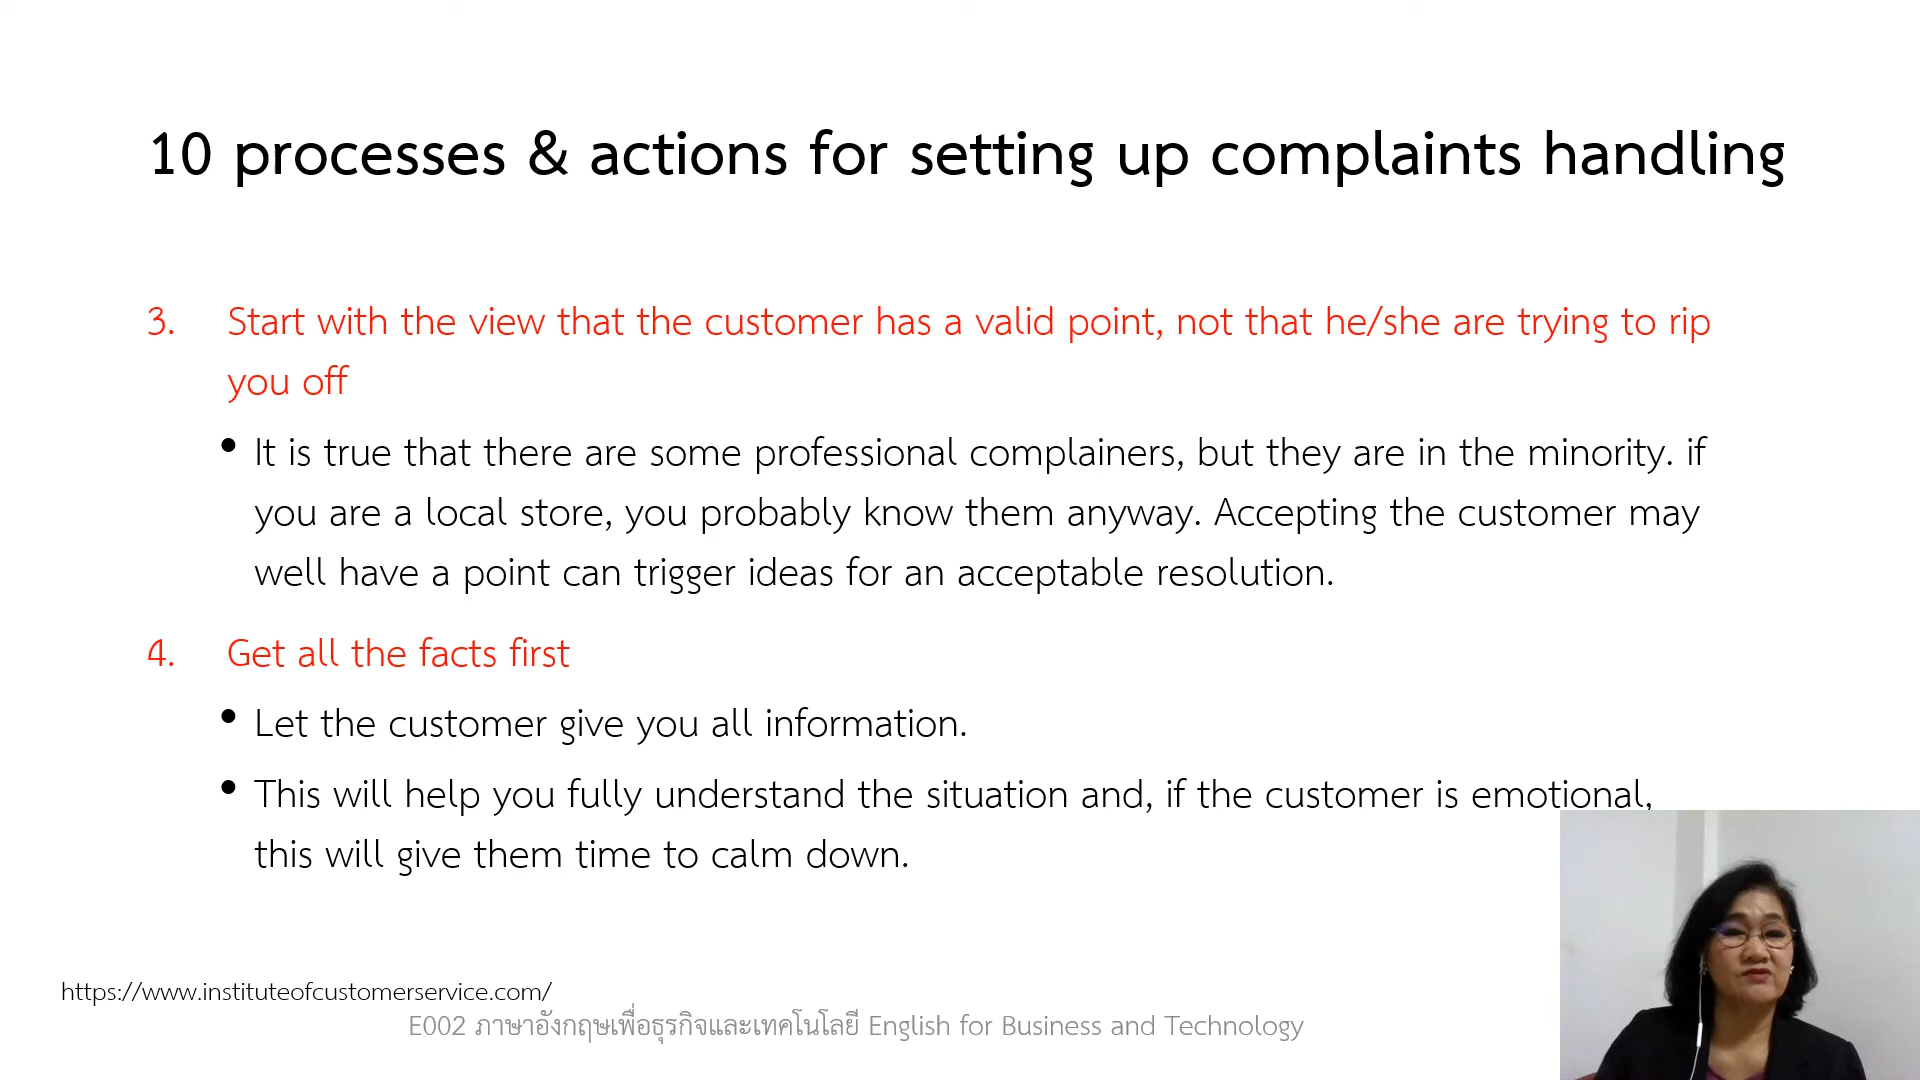 10 processes & actions for setting up complaints handling
3. Start with the view that the customer has a valid point, not that he/she are trying to rip
you off
• It is true that there are some professional complainers, but they are in the minority. if
you are a local store, you probably know them anyway. Accepting the customer may
well have a point can trigger ideas for an acceptable resolution.
4. Get all the facts first
• Let the customer give you all information.
• This will help you fully understand the situation and, if the customer is emotional,
this will give them time to calm down.
https://www.instituteofcustomerservice.com/
E002 ภาษาอังกฤษเพื่อธุรกิจและเทคโนโลยี English for Business and Technology